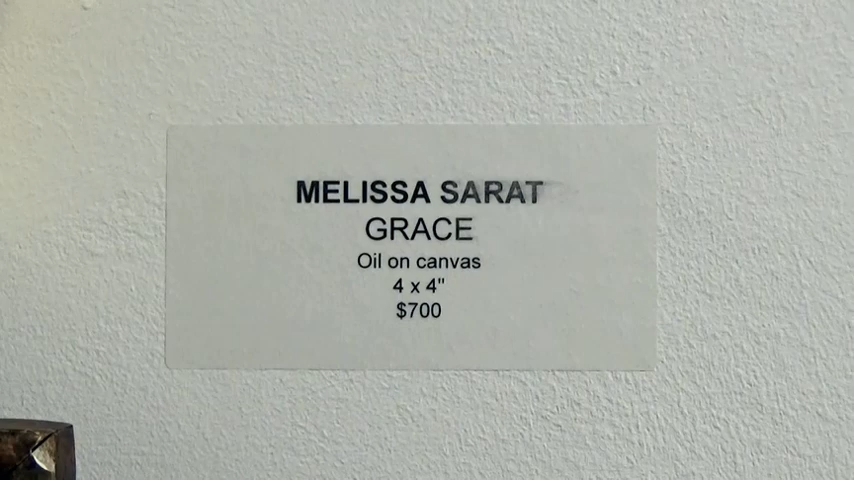 MELISSA SARAT
GRACE
Oil on canvas
4 x 4"
$700